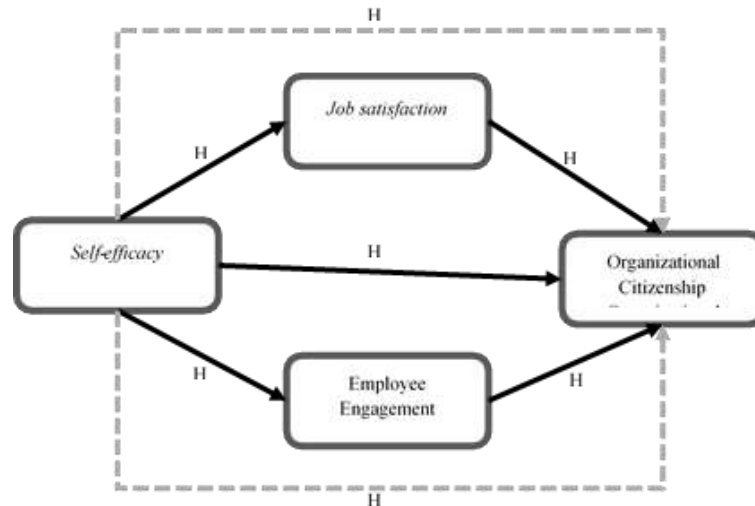 H
Job satisfaction
H
H
Self-efficacy
H
Organizational
Citizenship
H
Employee
Engagement
H
H